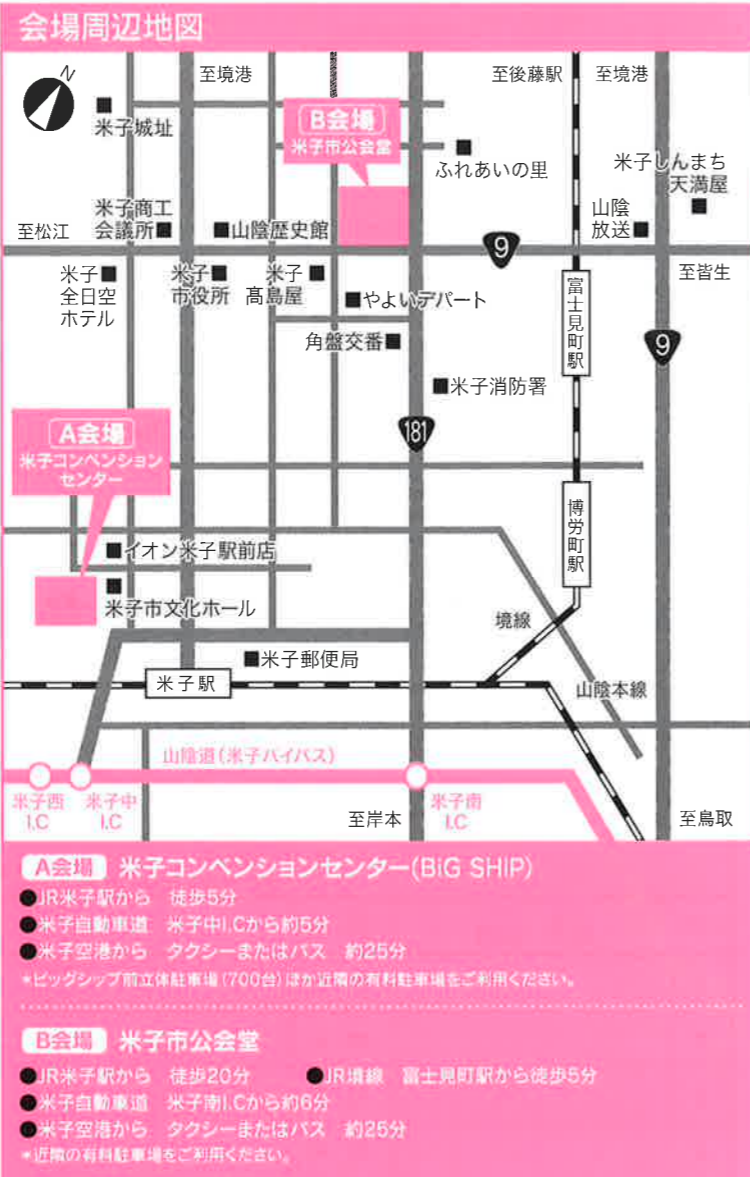 会場周辺地図
N
至境港
至後藤駅
至境港
米子城址
B会場
米子市公会堂
ふれあいの里
米子しんまち
天満屋
米子商工
会議所
山陰歴史館
山陰
放送
至松江
9
至皆生
米子
全日空
ホテル
米子
市役所
米子
髙島屋
やよいデパート
富士見町駅
角盤交番
9
米子消防署
181
A会場
米子コンベンション
センター
博労町駅
イオン米子駅前店
米子市文化ホール
境線
米子郵便局
米子駅
山陰本線
山陰道(米子バイパス)
米子西
I.C
米子中
I.C
米子南
I.C
至岸本
至鳥取
A会場 米子コンベンションセンター(BiG SHiP)
●JR米子駅から 徒歩5分
●米子自動車道 米子中I.Cから約5分
●米子空港から タクシーまたはバス 約25分
*ビッグシップ前立体駐車場(700台)ほか近隣の有料駐車場をご利用ください。
B会場 米子市公会堂
●JR米子駅から 徒歩20分 ●JR境線 富士見町駅から徒歩5分
●米子自動車道 米子南I.Cから約6分
●米子空港から タクシーまたはバス 約25分
*近隣の有料駐車場をご利用ください。